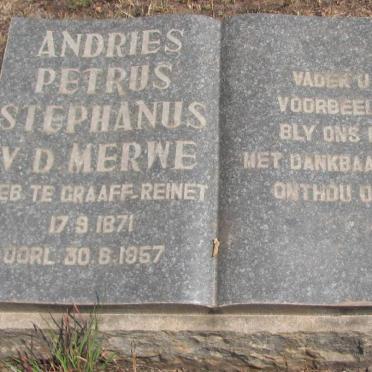 ANDRIES
PETRUS
STEPHANUS
V D MERWE
GEB TE GRAAFF-REINET
17.9.1871
OORL 30.8.1957
VADER U
VOORBEEL
BLY ONS
MET DANKBAA
ONTHOU